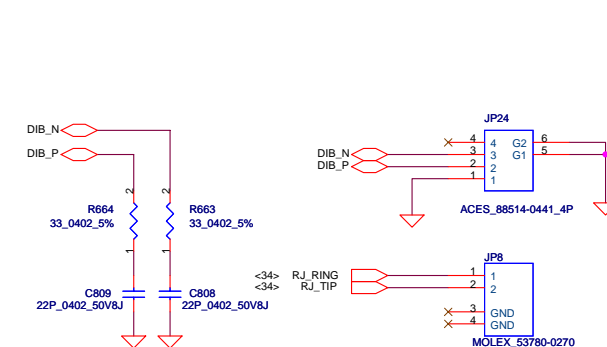 JP24
DIB_N
DIB_P
DIB_N
DIB_P
4 4 G2 6
3 3 G1 5
2 2
1 1
ACES_88514-0441_4P
2
2
R664
33_0402_5%
R663
33_0402_5%
1
1
C809
22P_0402_50V8J
C808
22P_0402_50V8J
JP8
<34> RJ_RING 1 1
<34> RJ_TIP 2 2
3 GND
4 GND
MOLEX_53780-0270